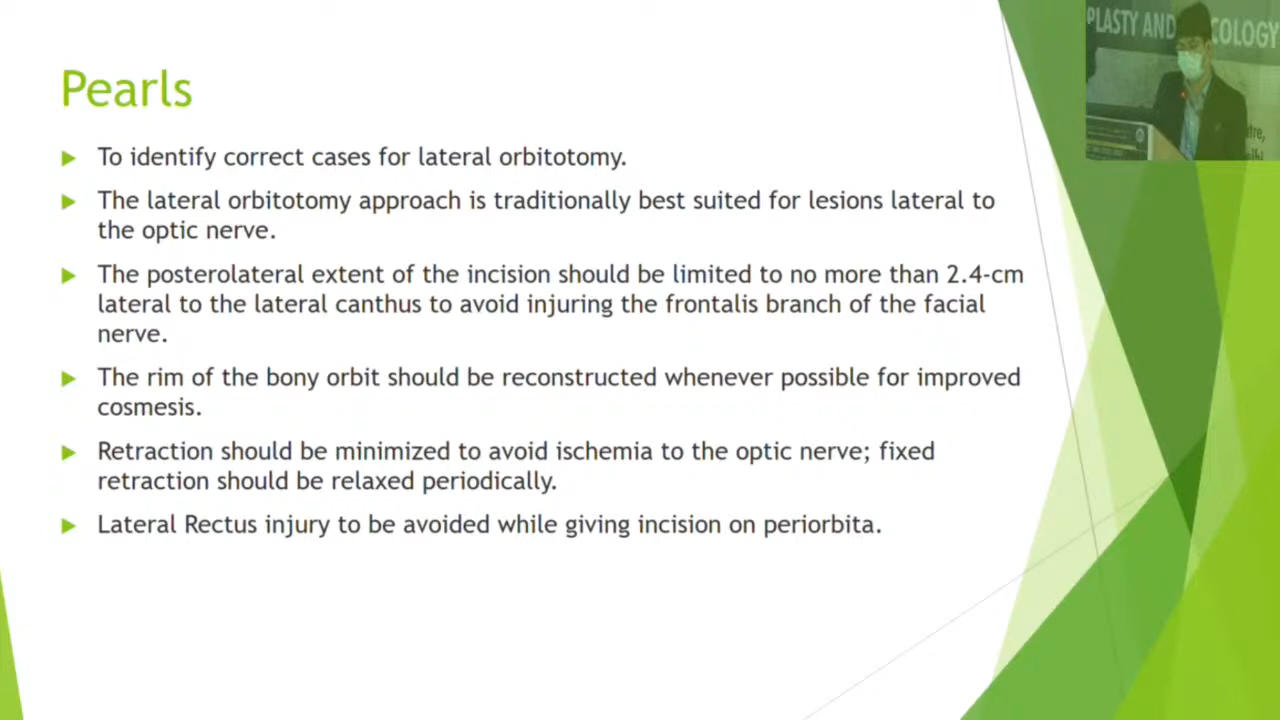 PLASTY AND
COLOGY
Pearls
To identify correct cases for lateral orbitotomy.
The lateral orbitotomy approach is traditionally best suited for lesions lateral to
the optic nerve.
The posterolateral extent of the incision should be limited to no more than 2.4-cm
lateral to the lateral canthus to avoid injuring the frontalis branch of the facial
nerve.
The rim of the bony orbit should be reconstructed whenever possible for improved
cosmesis.
Retraction should be minimized to avoid ischemia to the optic nerve; fixed
retraction should be relaxed periodically.
Lateral Rectus injury to be avoided while giving incision on periorbita.